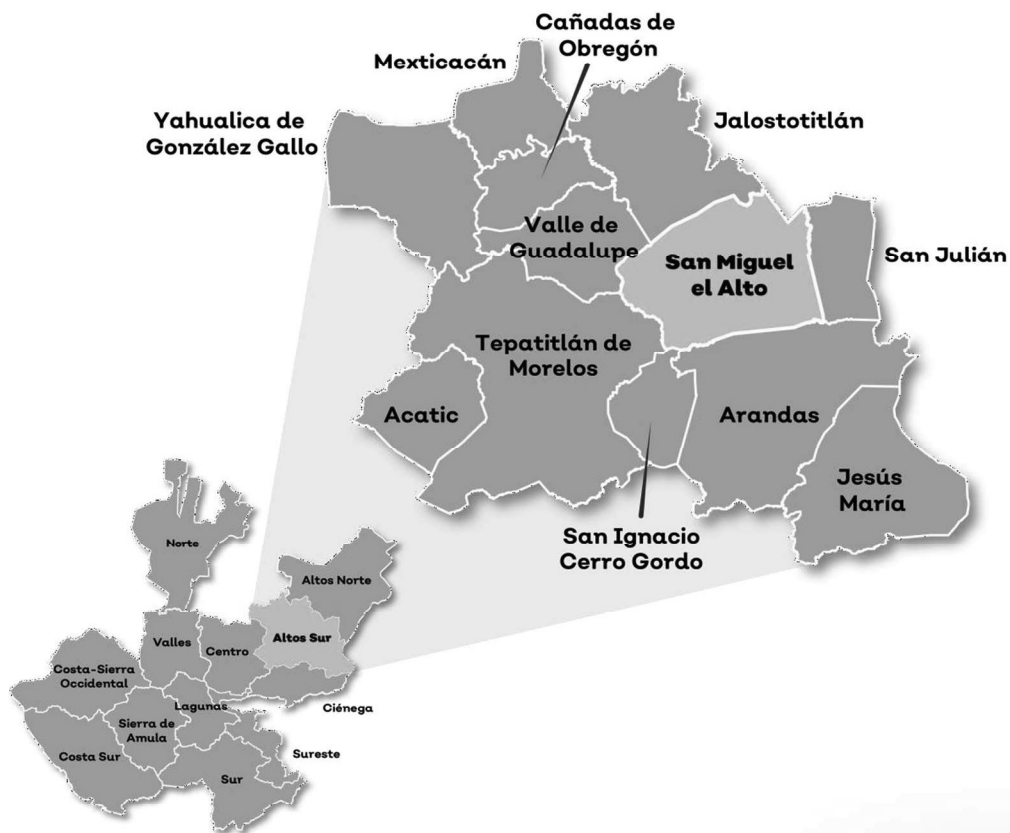 Cañadas de
Obregón
Mexticacán
Yahualica de
González Gallo
Jalostotitlán
Valle de
Guadalupe
San Miguel
el Alto
San Julián
Tepatitlán de
Morelos
Acatic
Arandas
Jesús
María
San Ignacio
Cerro Gordo
Norte
Altos Norte
Altos Sur
Valles
Centro
Costa-Sierra
Occidental
Lagunas
Ciénega
Sierra de
Amula
Costa Sur
Sureste
Sur